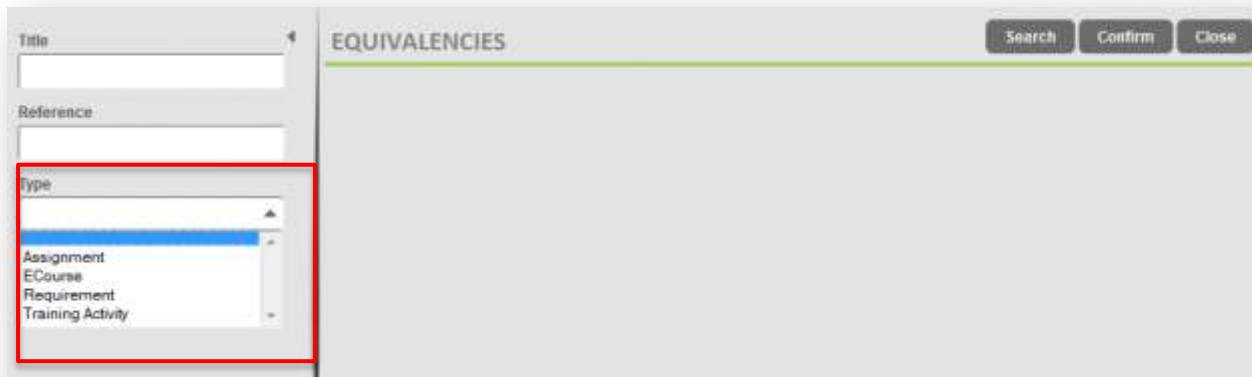 Title
Reference
Type
Assignment
ECourse
Requirement
Training Activity
EQUIVALENCIES
Search Confirm Close